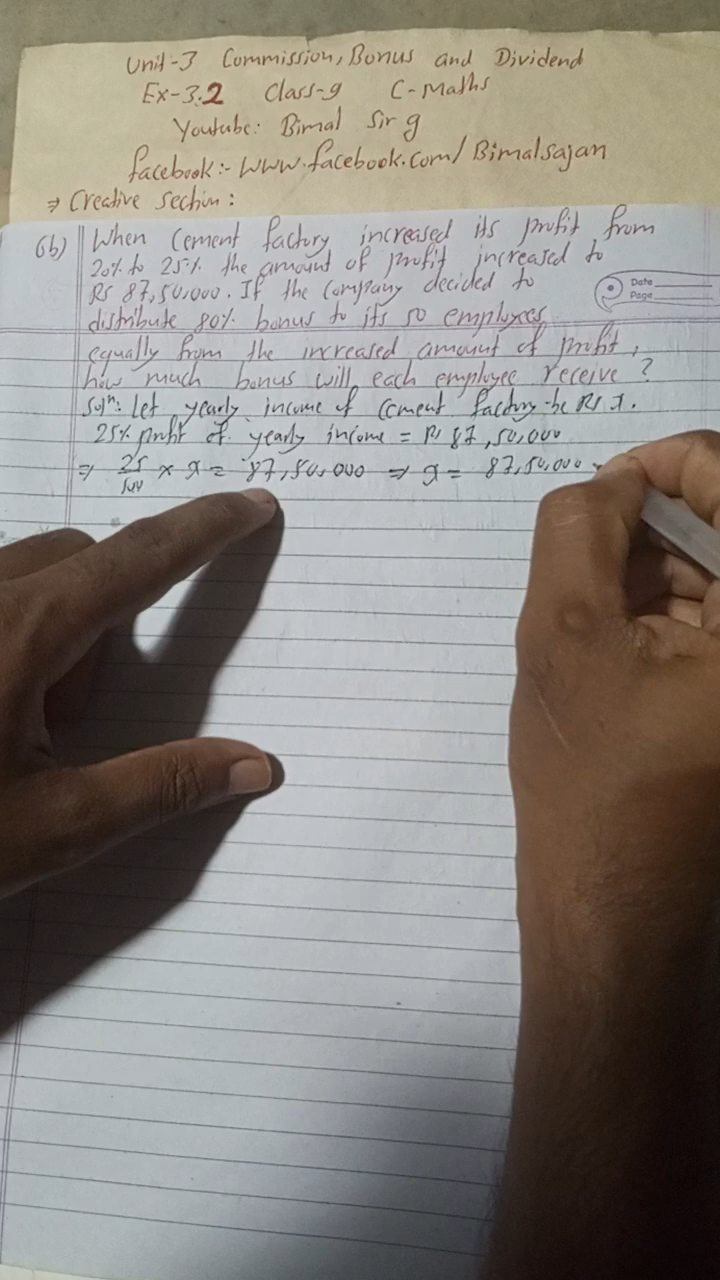 Unit-3 Commission, Bonus and Dividend
Ex-3.2 Class-9 C-Maths
Youtube: Bimal Sir g
facebook:- www.facebook.com/Bimalsajan
⇒ Creative Section:
6b) When Cement factory increased its profit from
20% to 25% the amount of profit increased to
RS 87,50,000. If the Company decided to
Date
Page
distribute 80% bonus to its 50 employees
equally from the increased amount of profit,
how much bonus will each employee receive?
Solⁿ: Let yearly income of Cement factory be Rs x.
25% profit of yearly income = Rs 87,50,000
⇒ 25/100 × x = 87,50,000 ⇒ x = 87,50,000